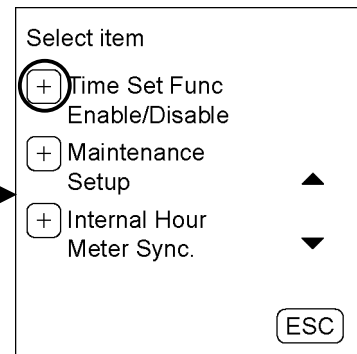 Select item
+ Time Set Func
Enable/Disable
+ Maintenance
Setup
+ Internal Hour
Meter Sync.
ESC